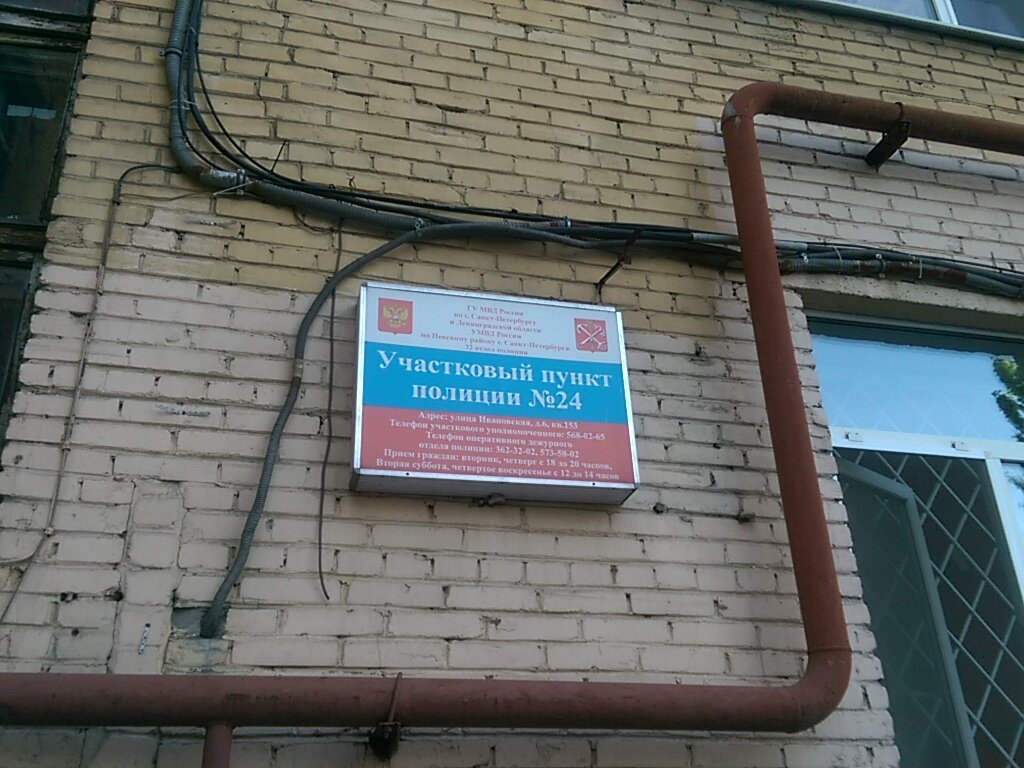 ГУ МВД России
по г. Санкт-Петербургу
и Ленинградской области
УМВД России
по Невскому району г. Санкт-Петербурга
32 отдел полиции
Участковый пункт
полиции №24
Адрес: улица Ивановская, д.6, кв.153
Телефон участкового уполномоченного: 568-02-65
Телефон оперативного дежурного
отдела полиции: 362-32-02, 573-58-02
Прием граждан: вторник, четверг с 18 до 20 часов,
Вторая суббота, четвертое воскресенье с 12 до 14 часов